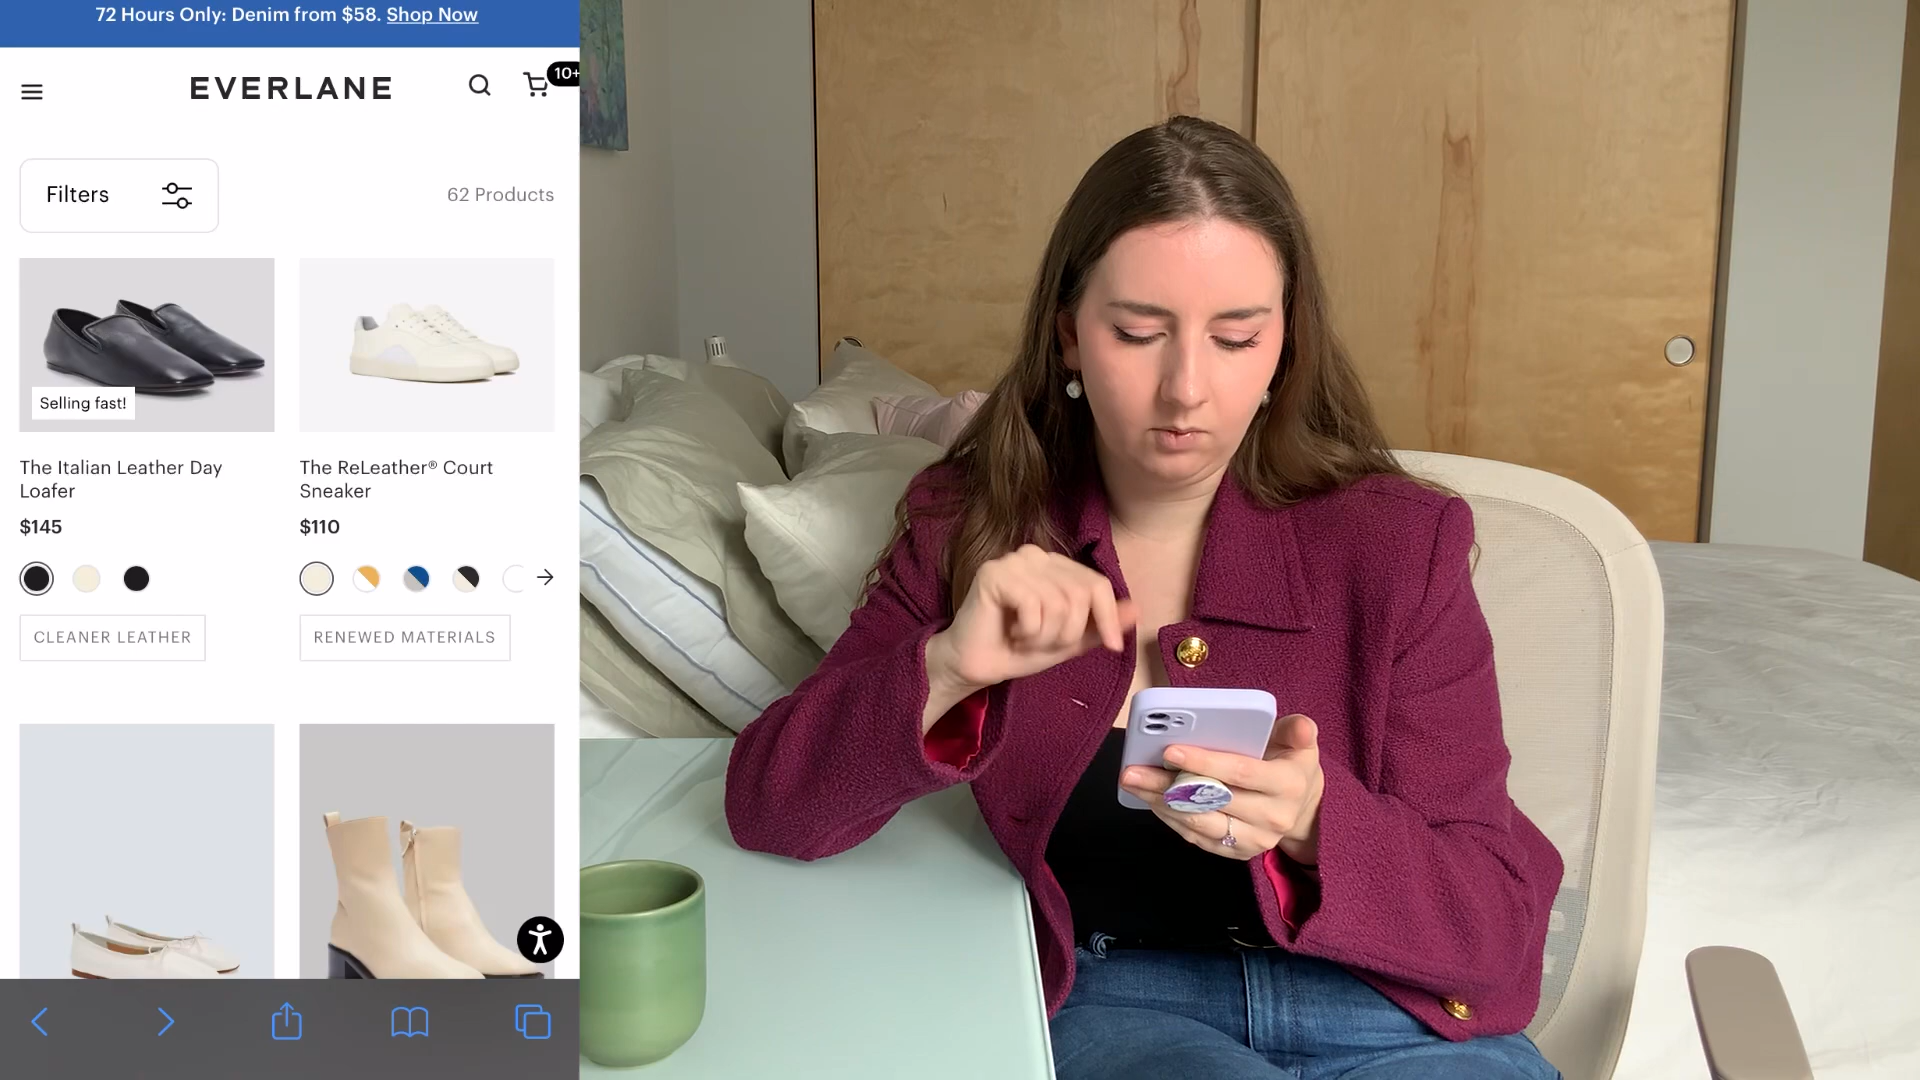 72 Hours Only: Denim from $58. Shop Now
EVERLANE
10+
Filters
62 Products
Selling fast!
The Italian Leather Day
Loafer
$145
CLEANER LEATHER
The ReLeather® Court
Sneaker
$110
RENEWED MATERIALS